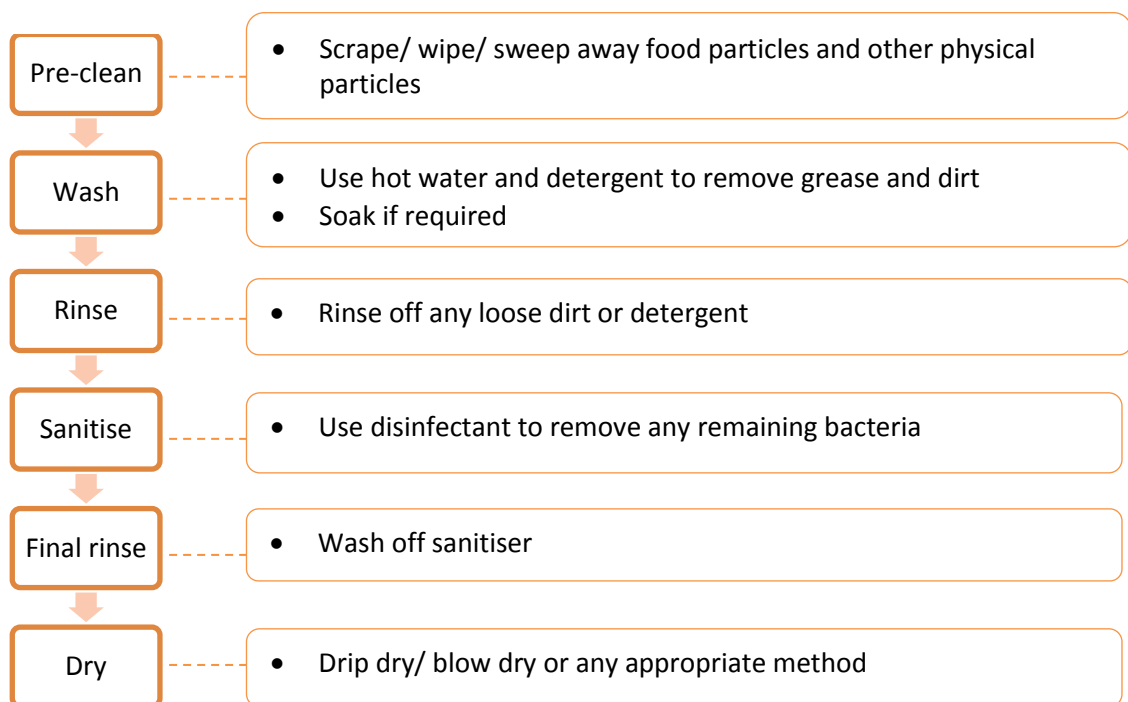 Pre-clean
• Scrape/ wipe/ sweep away food particles and other physical
particles
Wash
• Use hot water and detergent to remove grease and dirt
• Soak if required
Rinse
• Rinse off any loose dirt or detergent
Sanitise
• Use disinfectant to remove any remaining bacteria
Final rinse
• Wash off sanitiser
Dry
• Drip dry/ blow dry or any appropriate method